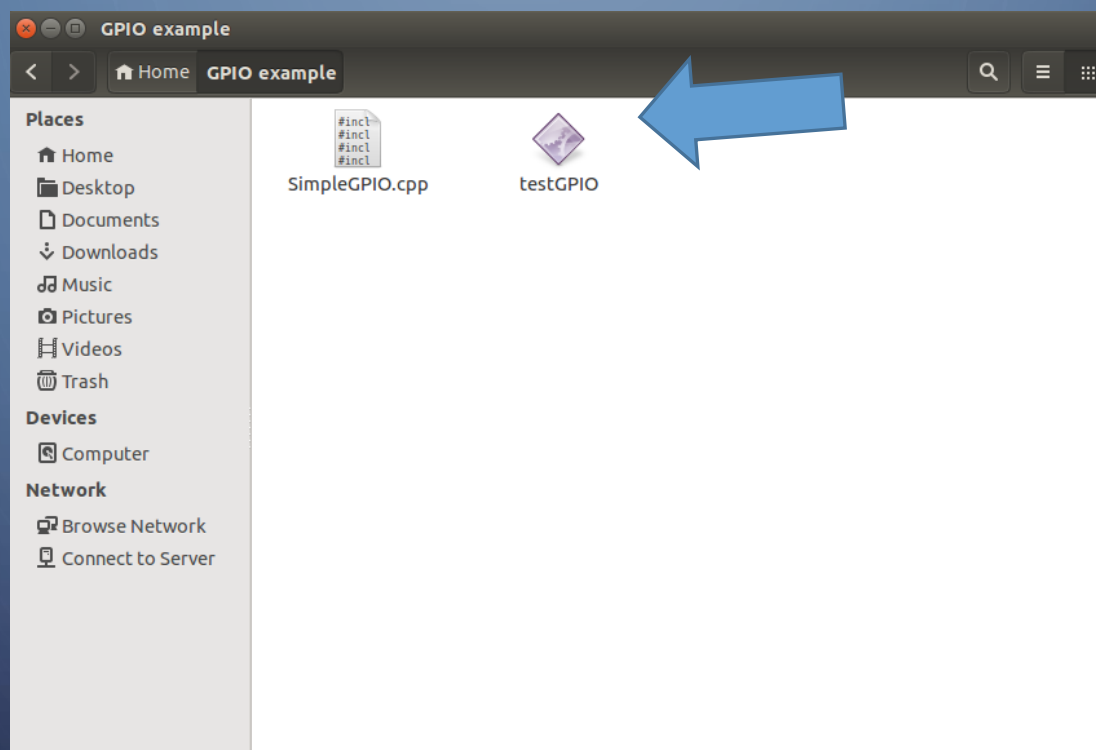 GPIO example
Home GPIO example
Places
Home
Desktop
Documents
Downloads
Music
Pictures
Videos
Trash
Devices
Computer
Network
Browse Network
Connect to Server
#incl
#incl
#incl
#incl
SimpleGPIO.cpp
testGPIO